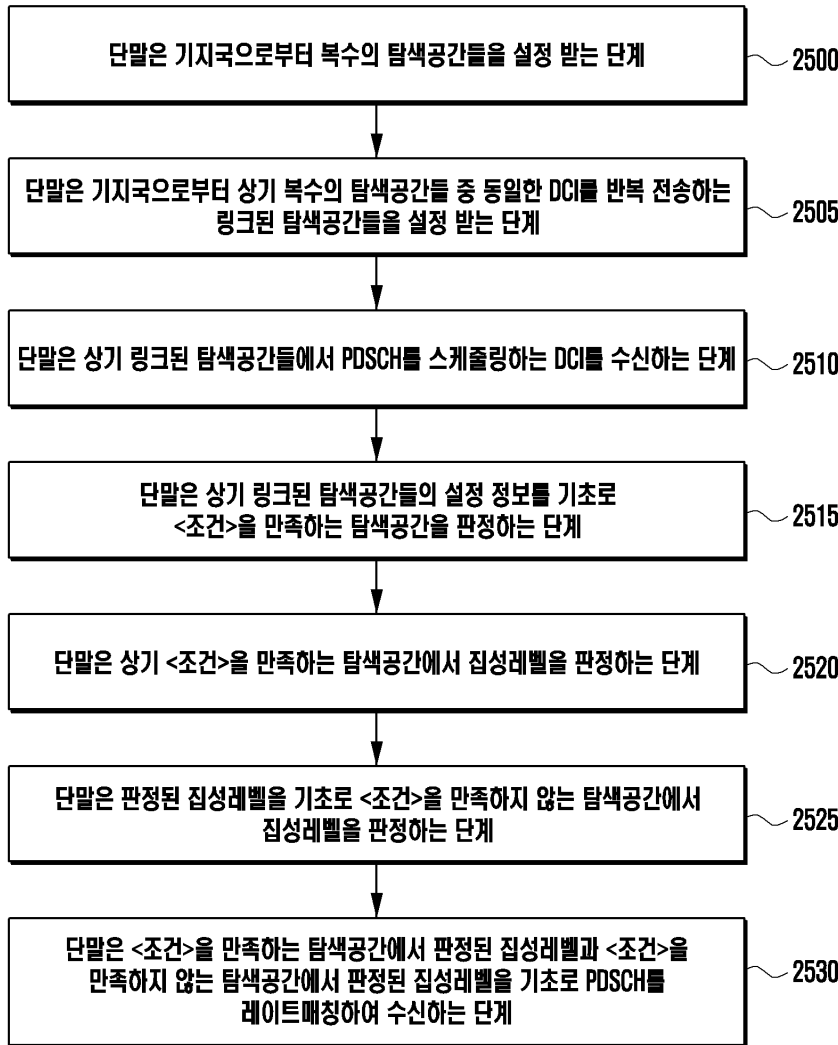 단말은 기지국으로부터 복수의 탐색공간들을 설정 받는 단계
2500
단말은 기지국으로부터 상기 복수의 탐색공간들 중 동일한 DCI를 반복 전송하는
링크된 탐색공간들을 설정 받는 단계
2505
단말은 상기 링크된 탐색공간들에서 PDSCH를 스케줄링하는 DCI를 수신하는 단계
2510
단말은 상기 링크된 탐색공간들의 설정 정보를 기초로
<조건>을 만족하는 탐색공간을 판정하는 단계
2515
단말은 상기 <조건>을 만족하는 탐색공간에서 집성레벨을 판정하는 단계
2520
단말은 판정된 집성레벨을 기초로 <조건>을 만족하지 않는 탐색공간에서
집성레벨을 판정하는 단계
2525
단말은 <조건>을 만족하는 탐색공간에서 판정된 집성레벨과 <조건>을
만족하지 않는 탐색공간에서 판정된 집성레벨을 기초로 PDSCH를
레이트매칭하여 수신하는 단계
2530